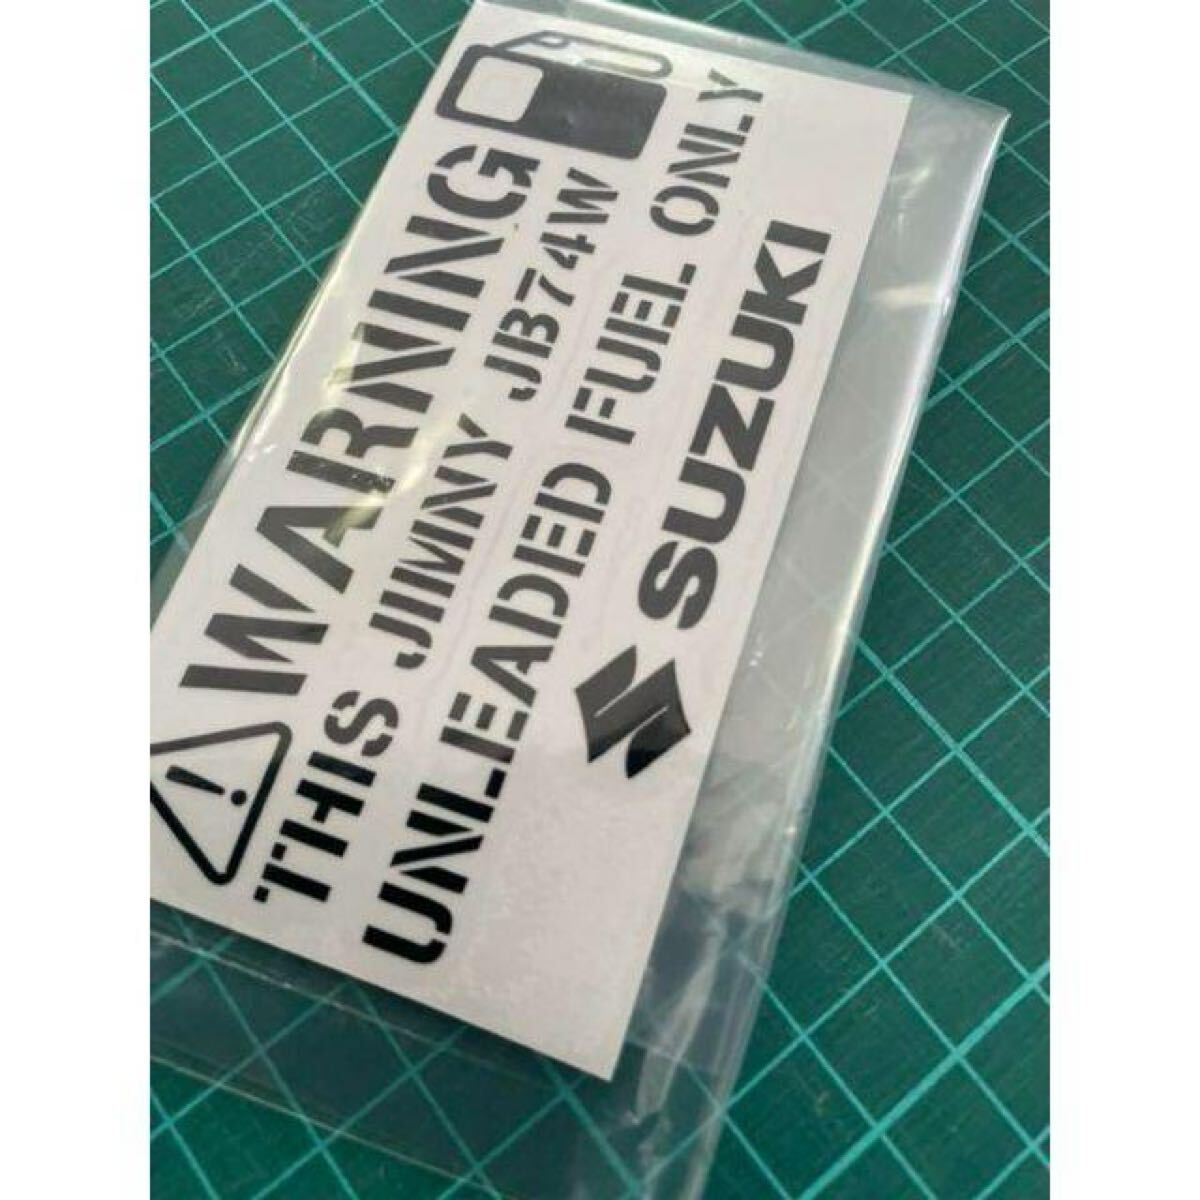 WARNING
THIS JIMNY JB74W
UNLEADED FUEL ONLY
SUZUKI